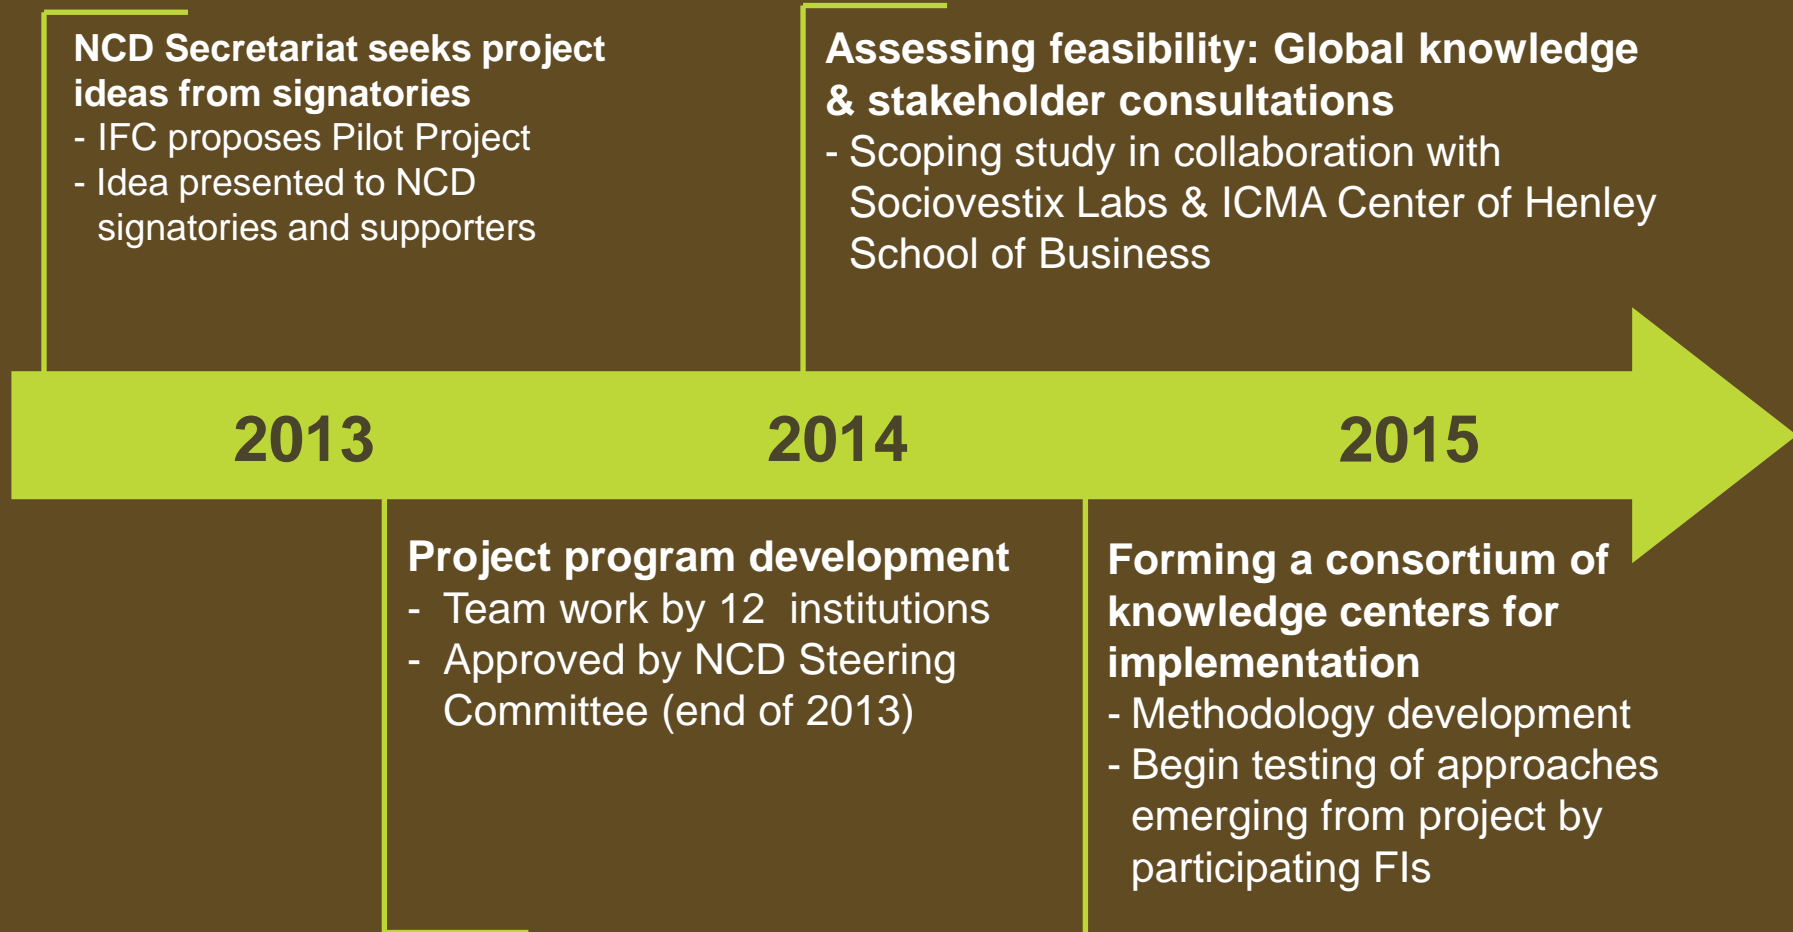 NCD Secretariat seeks project
ideas from signatories
- IFC proposes Pilot Project
- Idea presented to NCD
signatories and supporters
Assessing feasibility: Global knowledge
& stakeholder consultations
- Scoping study in collaboration with
Sociovestix Labs & ICMA Center of Henley
School of Business
2013
2014
2015
Project program development
- Team work by 12 institutions
- Approved by NCD Steering
Committee (end of 2013)
Forming a consortium of
knowledge centers for
implementation
- Methodology development
- Begin testing of approaches
emerging from project by
participating FIs